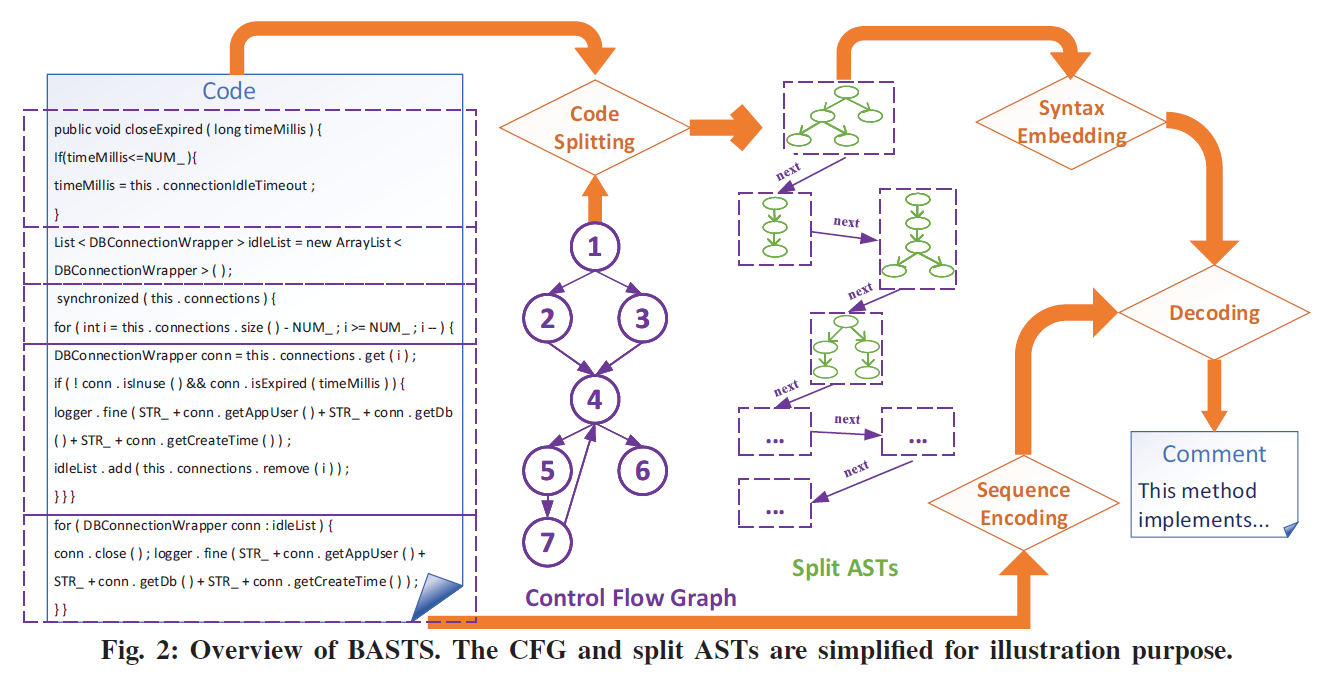 Code
public void closeExpired ( long timeMillis ) {
If(timeMillis<=NUM_ ){
timeMillis = this . connectionIdleTimeout ;
}
List < DBConnectionWrapper > idleList = new ArrayList <
DBConnectionWrapper > ( ) ;
synchronized ( this . connections ) {
for ( int i = this . connections . size ( ) - NUM_ ; i >= NUM_ ; i -- ) {
DBConnectionWrapper conn = this . connections . get ( i ) ;
if ( ! conn . isInuse ( ) && conn . isExpired ( timeMillis ) ) {
logger . fine ( STR_ + conn . getAppUser ( ) + STR_ + conn . getDb
( ) + STR_ + conn . getCreateTime ( ) ) ;
idleList . add ( this . connections . remove ( i ) ) ;
} } }
for ( DBConnectionWrapper conn : idleList ) {
conn . close ( ) ; logger . fine ( STR_ + conn . getAppUser ( ) +
STR_ + conn . getDb ( ) + STR_ + conn . getCreateTime ( ) ) ;
} }
Code
Splitting
1
2
3
4
5
6
7
Control Flow Graph
next
next
next
next
...
next
...
next
...
Split ASTs
Syntax
Embedding
Decoding
Sequence
Encoding
Comment
This method
implements...
Fig. 2: Overview of BASTS. The CFG and split ASTs are simplified for illustration purpose.